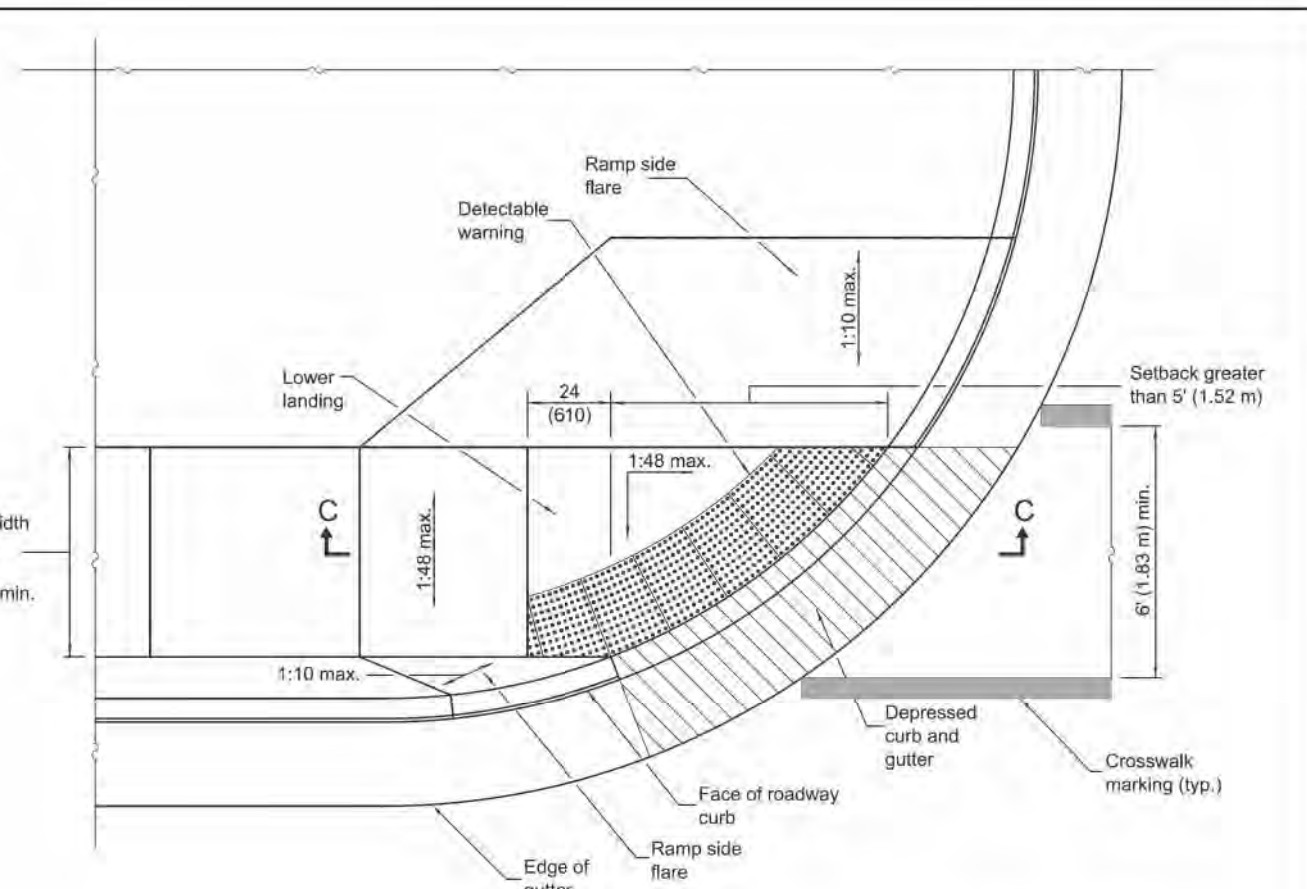 Ramp side
flare
Detectable
warning
1:10 max.
Setback greater
than 5' (1.52 m)
Lower
landing
24
(610)
1:48 max.
C
C
1:48 max.
6' (1.83 m) min.
min.
1:10 max.
Depressed
curb and
gutter
Crosswalk
marking (typ.)
Face of roadway
curb
Ramp side
flare
Edge of